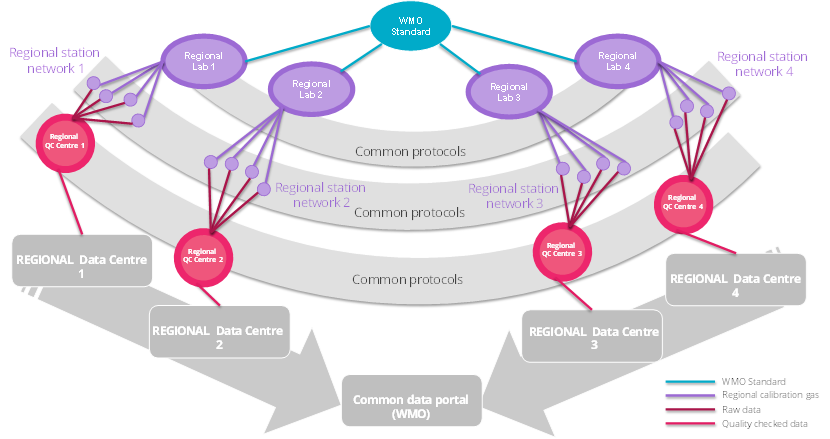 WMO
Standard
Regional
Lab 1
Regional
Lab 2
Regional
Lab 3
Regional
Lab 4
Regional station
network 1
Regional station
network 4
Common protocols
Regional
QC Centre 1
Regional station
network 2
Regional station
network 3
Common protocols
Regional
QC Centre 4
Regional
QC Centre 2
Regional
QC Centre 3
Common protocols
REGIONAL Data Centre
1
REGIONAL Data Centre
4
REGIONAL Data Centre
2
REGIONAL Data Centre
3
Common data portal
(WMO)
WMO Standard
Regional calibration gas
Raw data
Quality checked data